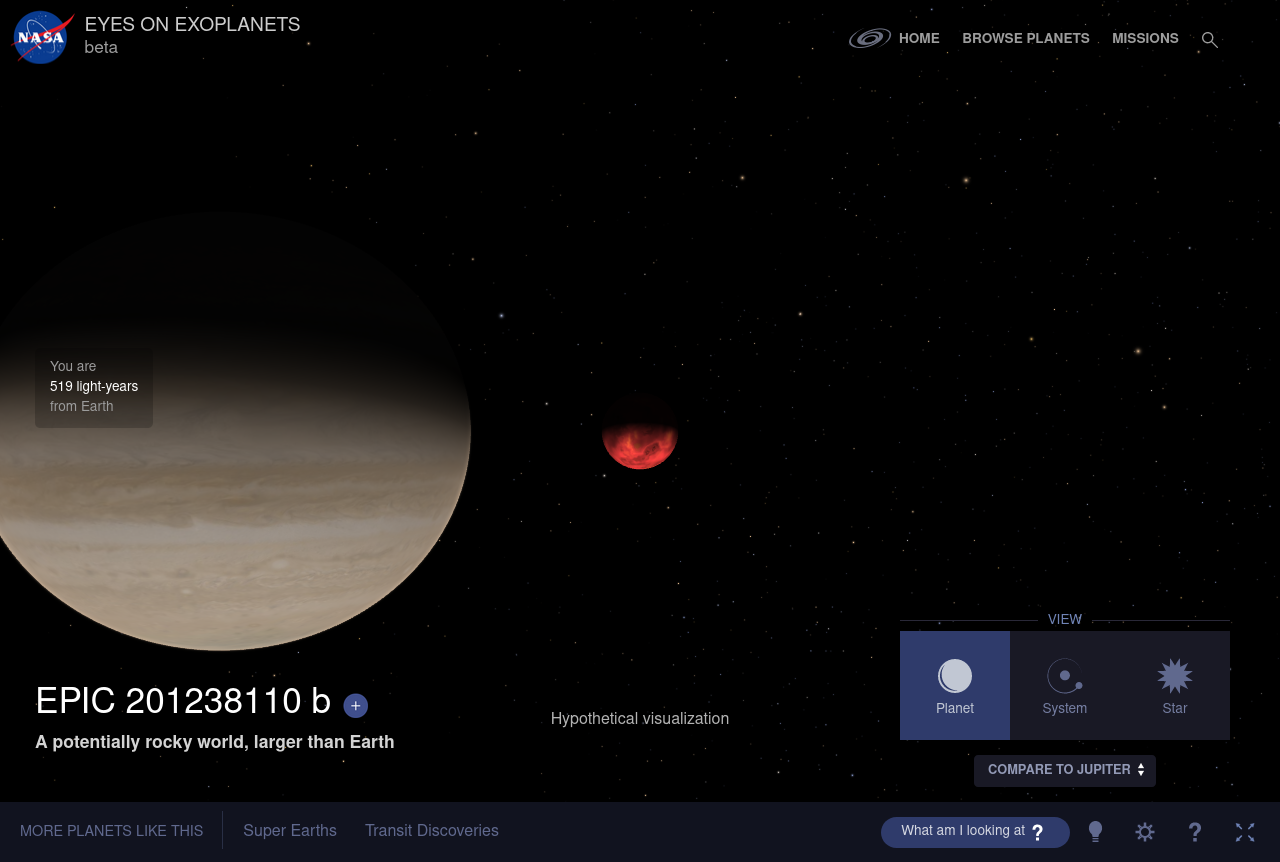 NASA
EYES ON EXOPLANETS
beta
HOME
BROWSE PLANETS
MISSIONS
You are
519 light-years
from Earth
VIEW
Planet
System
Star
EPIC 201238110 b +
A potentially rocky world, larger than Earth
Hypothetical visualization
COMPARE TO JUPITER
MORE PLANETS LIKE THIS
Super Earths
Transit Discoveries
What am I looking at ?
?